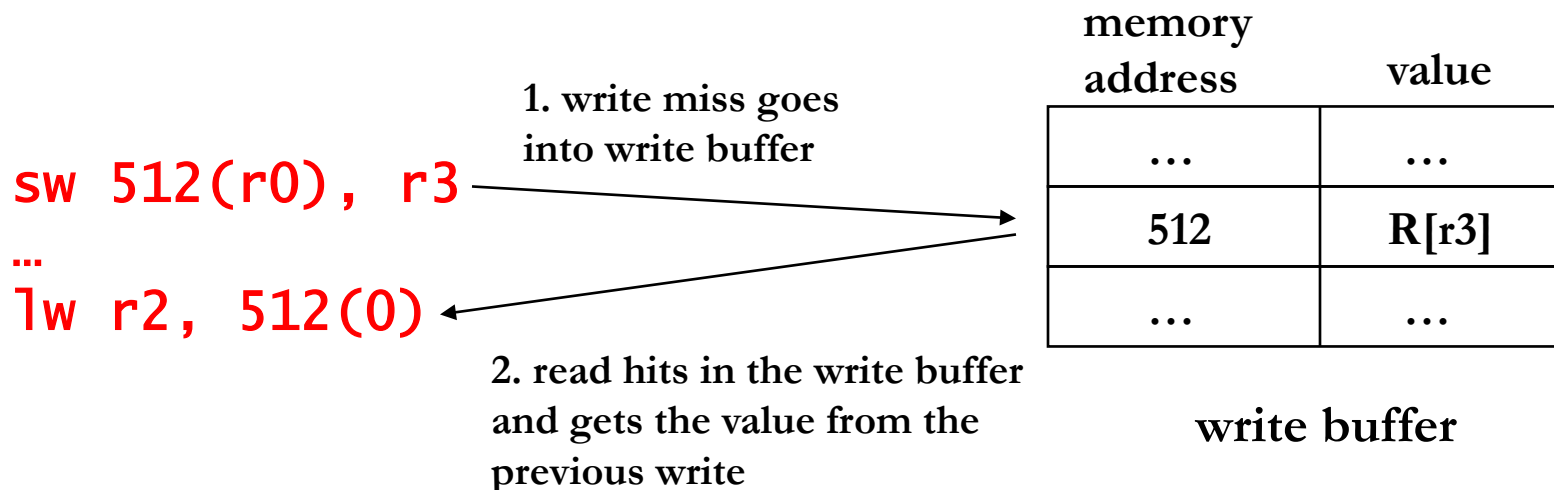 memory
address
value
1. write miss goes
into write buffer
sw 512(r0), r3
…
lw r2, 512(0)
… …
512 R[r3]
… …
2. read hits in the write buffer
and gets the value from the
previous write
write buffer